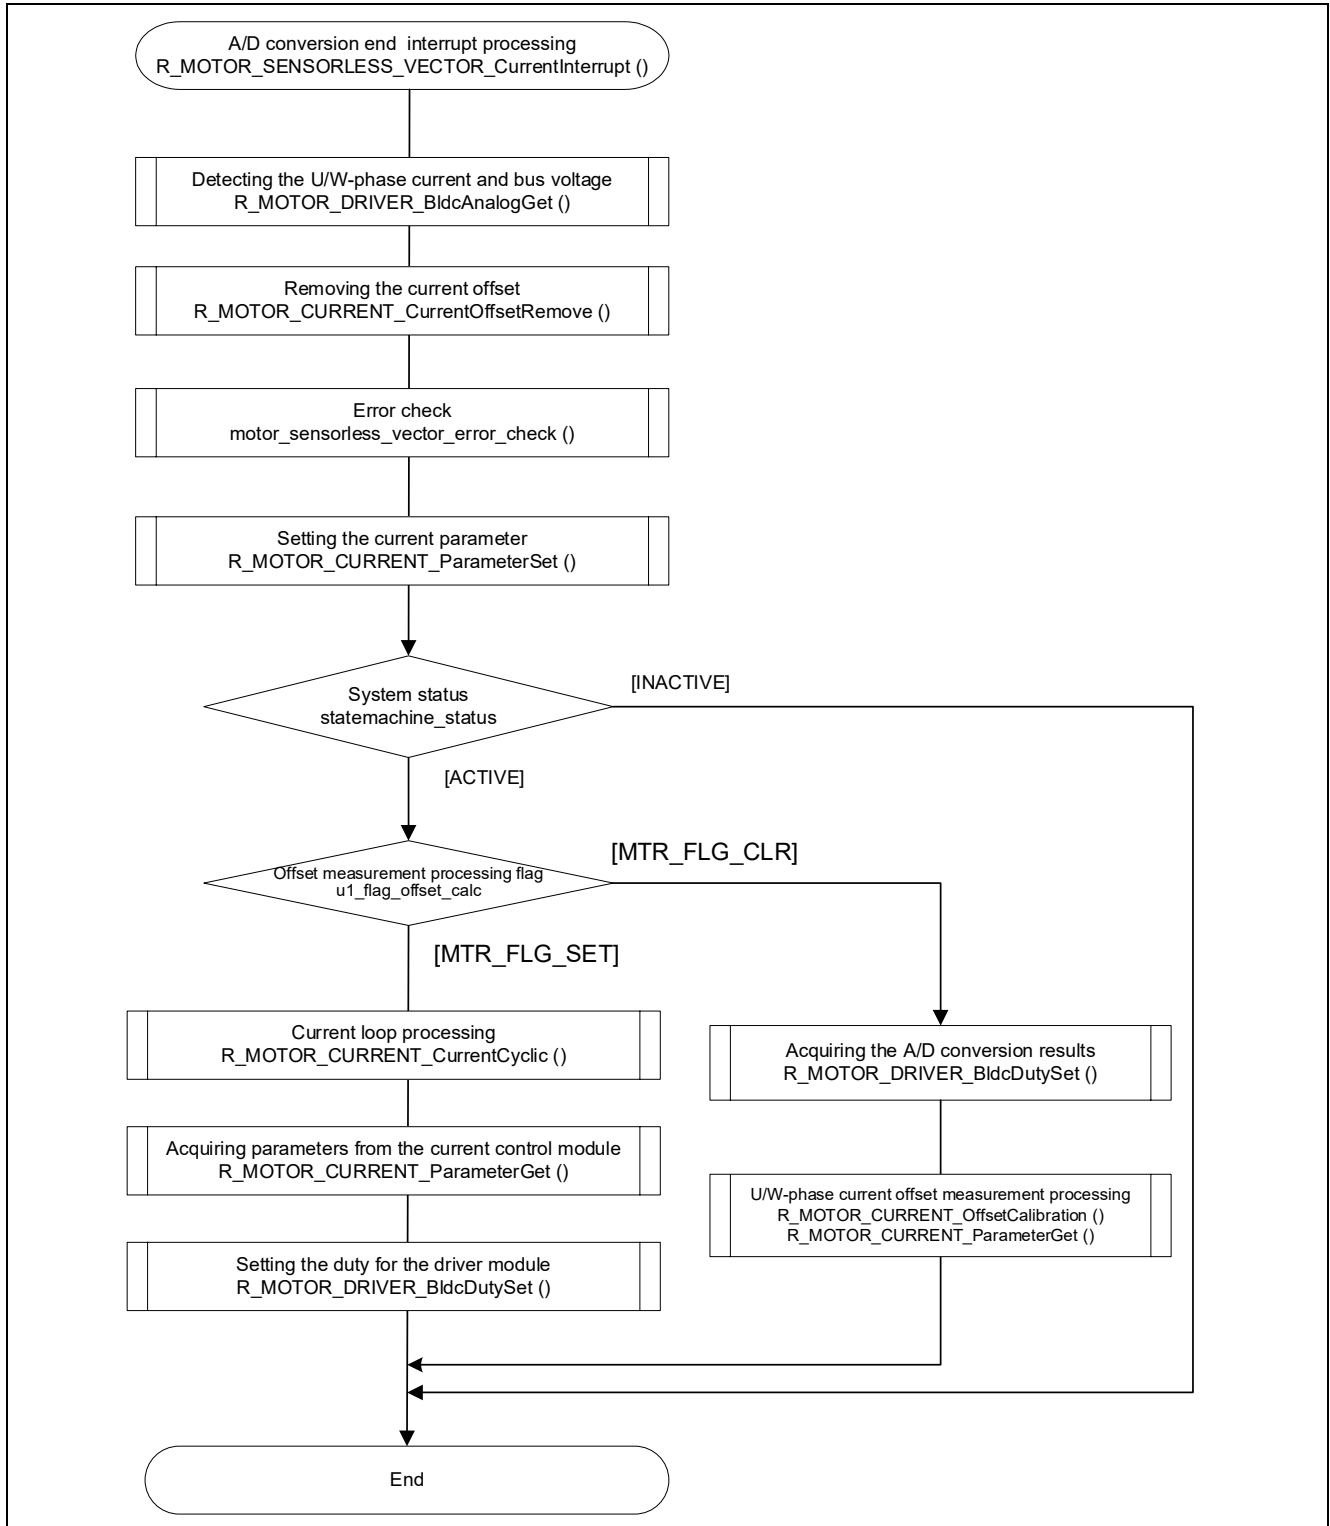 A/D conversion end interrupt processing
R_MOTOR_SENSORLESS_VECTOR_CurrentInterrupt ()
Detecting the U/W-phase current and bus voltage
R_MOTOR_DRIVER_BldcAnalogGet ()
Removing the current offset
R_MOTOR_CURRENT_CurrentOffsetRemove ()
Error check
motor_sensorless_vector_error_check ()
Setting the current parameter
R_MOTOR_CURRENT_ParameterSet ()
System status
statemachine_status
[INACTIVE]
[ACTIVE]
Offset measurement processing flag
u1_flag_offset_calc
[MTR_FLG_CLR]
[MTR_FLG_SET]
Current loop processing
R_MOTOR_CURRENT_CurrentCyclic ()
Acquiring parameters from the current control module
R_MOTOR_CURRENT_ParameterGet ()
Setting the duty for the driver module
R_MOTOR_DRIVER_BldcDutySet ()
Acquiring the A/D conversion results
R_MOTOR_DRIVER_BldcDutySet ()
U/W-phase current offset measurement processing
R_MOTOR_CURRENT_OffsetCalibration ()
R_MOTOR_CURRENT_ParameterGet ()
End